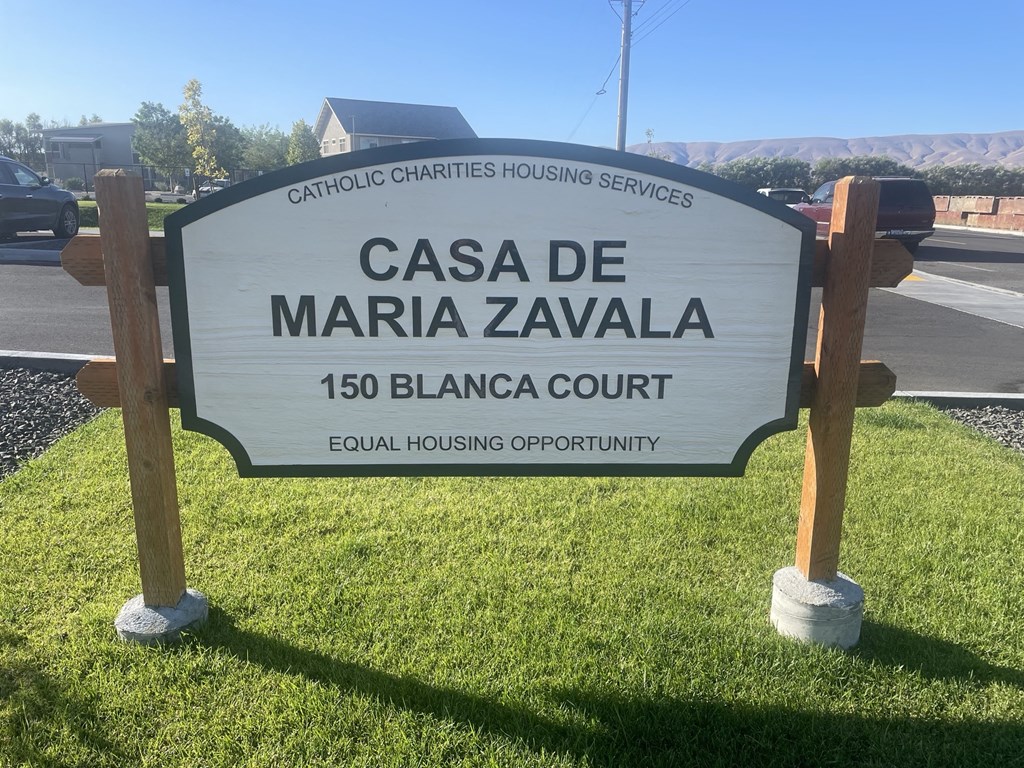 CATHOLIC CHARITIES HOUSING SERVICES
CASA DE
MARIA ZAVALA
150 BLANCA COURT
EQUAL HOUSING OPPORTUNITY